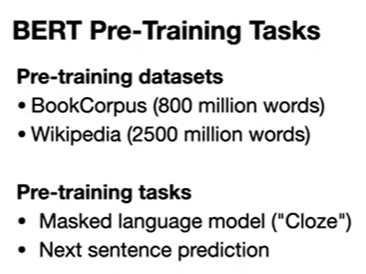 BERT Pre-Training Tasks
Pre-training datasets
• BookCorpus (800 million words)
• Wikipedia (2500 million words)
Pre-training tasks
• Masked language model ("Cloze")
• Next sentence prediction